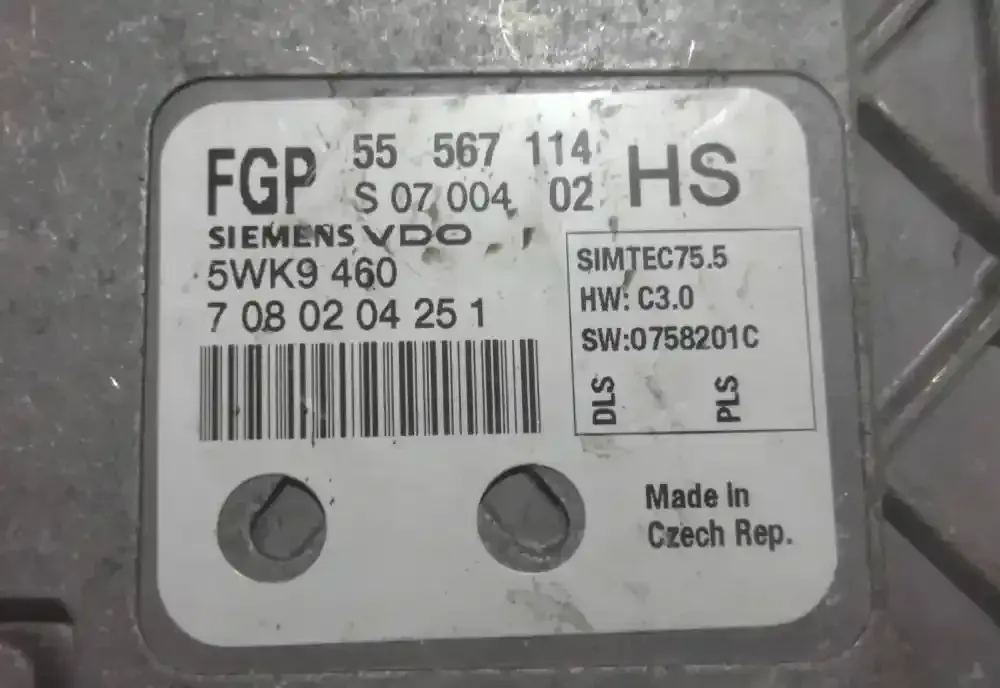 FGP 55 567 114 HS
S 07 004 02
SIEMENS VDO
5WK9 460
7 08 02 04 25 1
SIMTEC75.5
HW: C3.0
SW:0758201C
DLS PLS
Made in
Czech Rep.